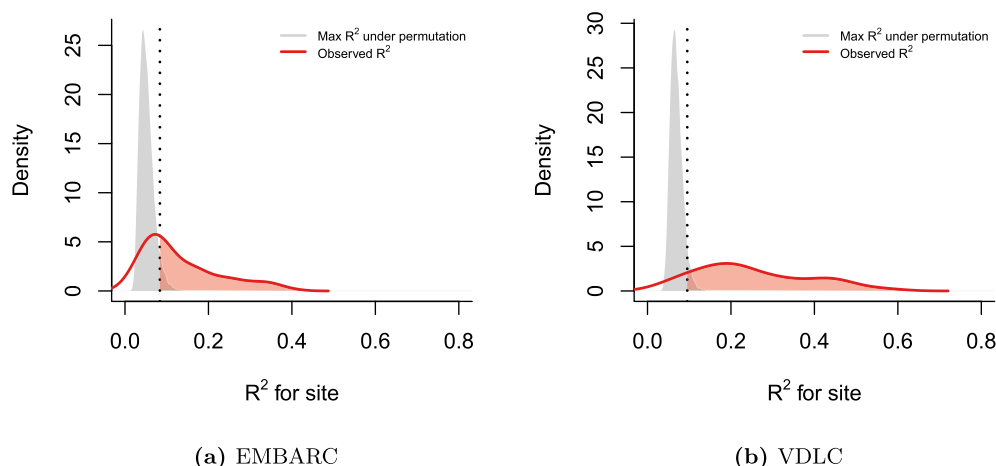 Max R² under permutation
Observed R²
Density
0
5
10
15
20
25
0.0 0.2 0.4 0.6 0.8
R² for site
(a) EMBARC
Max R² under permutation
Observed R²
Density
0
5
10
15
20
25
30
0.0 0.2 0.4 0.6 0.8
R² for site
(b) VDLC